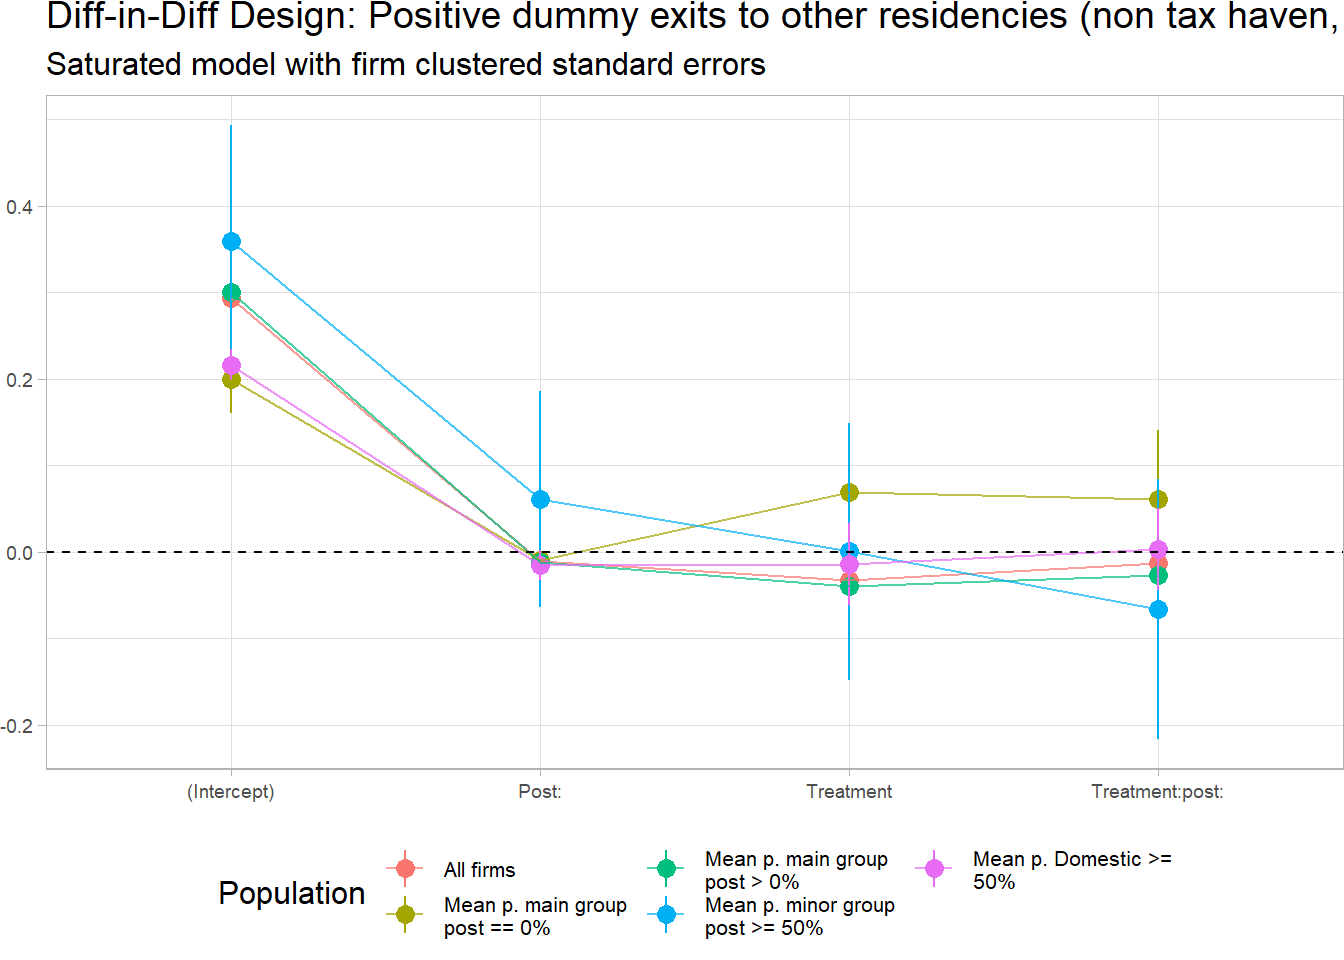 Diff-in-Diff Design: Positive dummy exits to other residencies (non tax haven,
Saturated model with firm clustered standard errors
0.4
0.2
0.0
-0.2
(Intercept)
Post:
Treatment
Treatment:post:
Population
All firms
Mean p. main group
post == 0%
Mean p. main group
post > 0%
Mean p. minor group
post >= 50%
Mean p. Domestic >=
50%